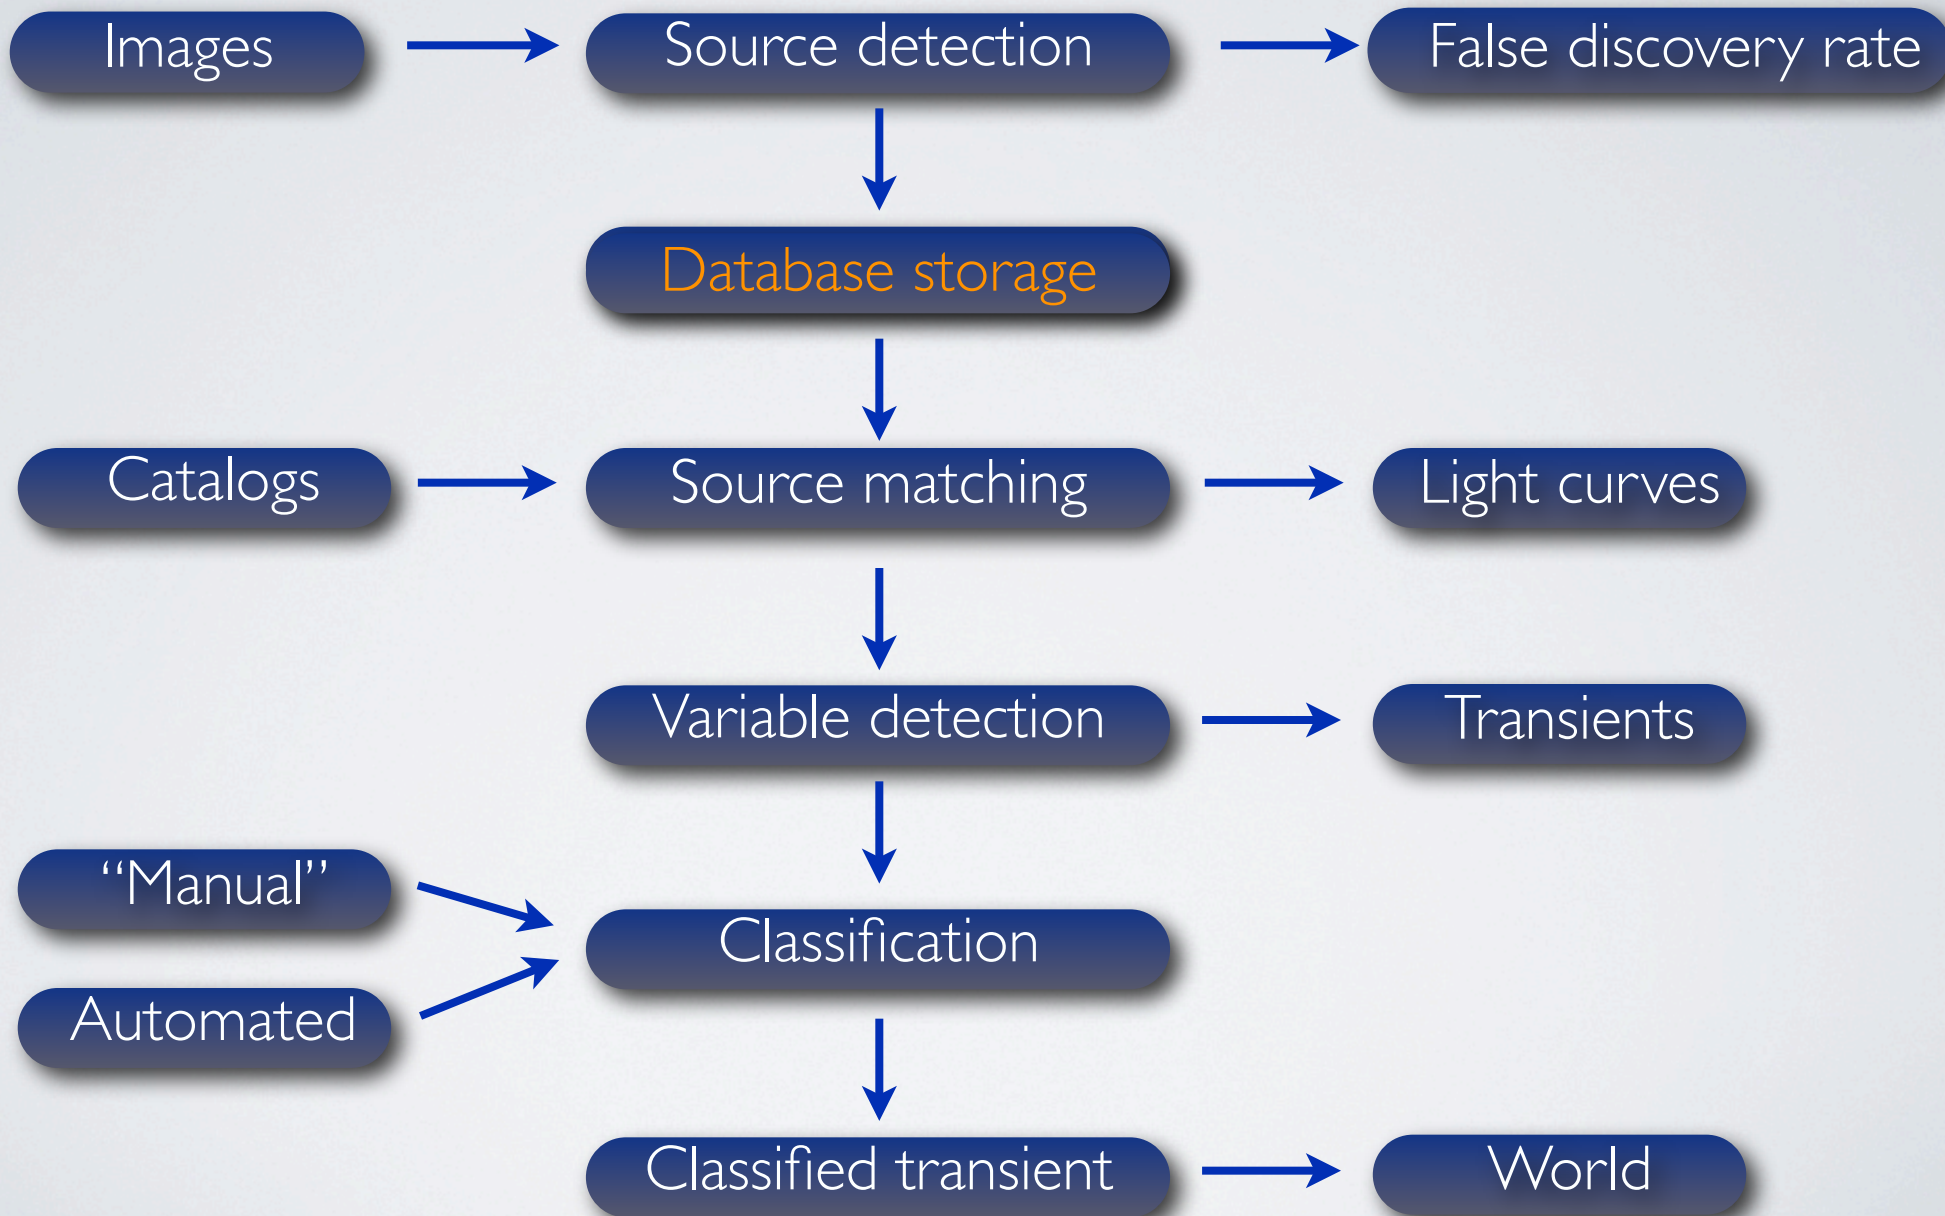 Images
Source detection
False discovery rate
Database storage
Catalogs
Source matching
Light curves
Variable detection
Transients
“Manual”
Classification
Automated
Classified transient
World